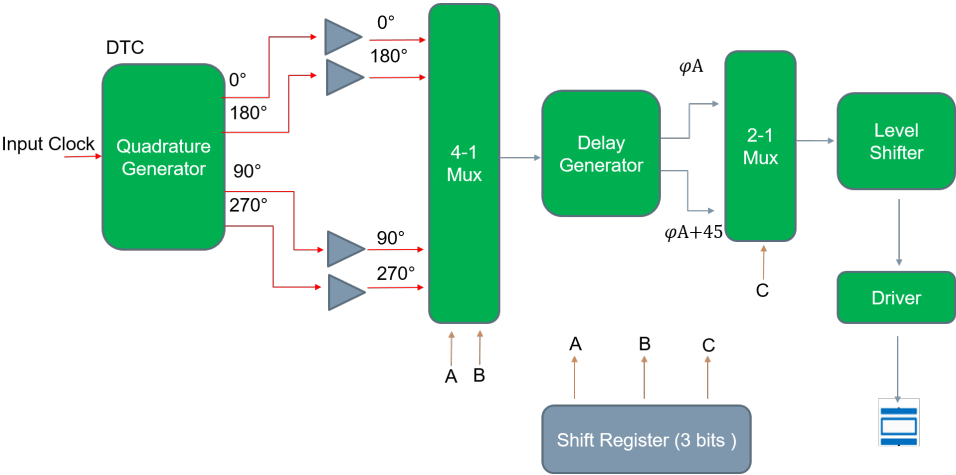 DTC
Input Clock
Quadrature
Generator
0°
180°
90°
270°
0°
180°
90°
270°
4-1
Mux
A
B
Delay
Generator
φA
φA+45
2-1
Mux
C
Level
Shifter
Driver
A
B
C
Shift Register (3 bits )